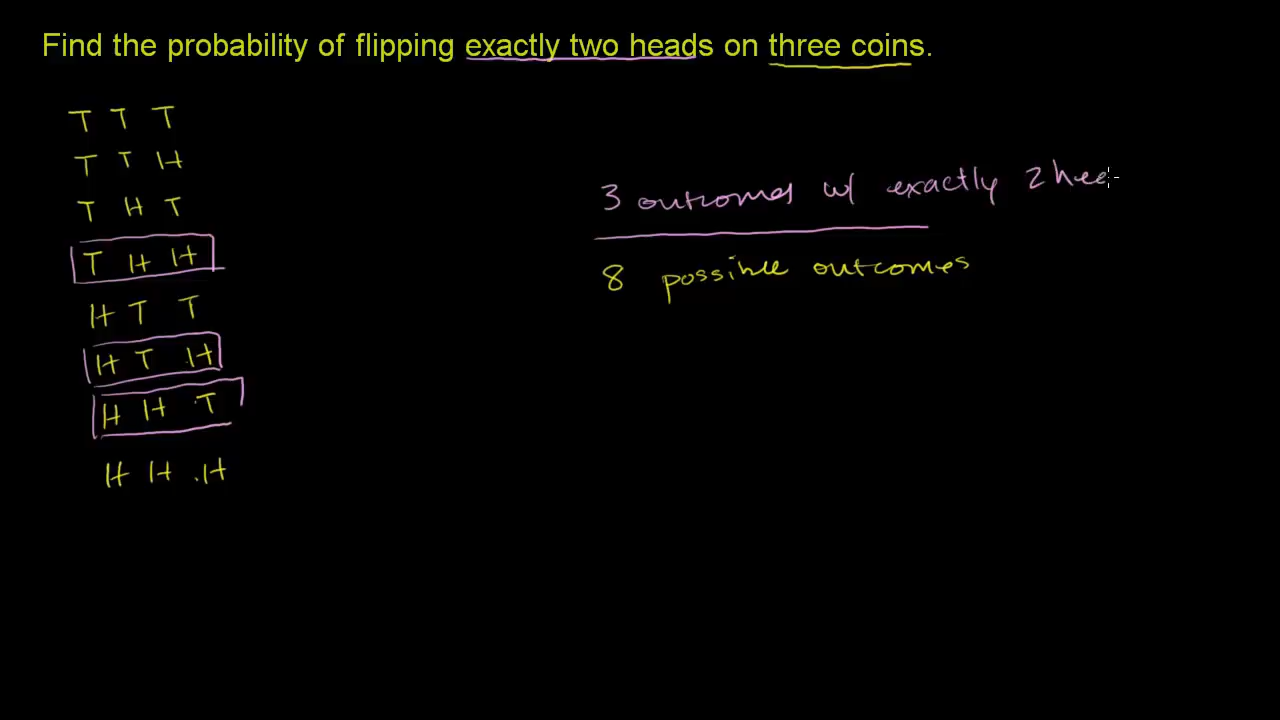 Find the probability of flipping exactly two heads on three coins.
T T T
T T H
T H T
T H H
H T T
H T H
H H T
H H H
3 outcomes w/ exactly 2 hea
8 possible outcomes